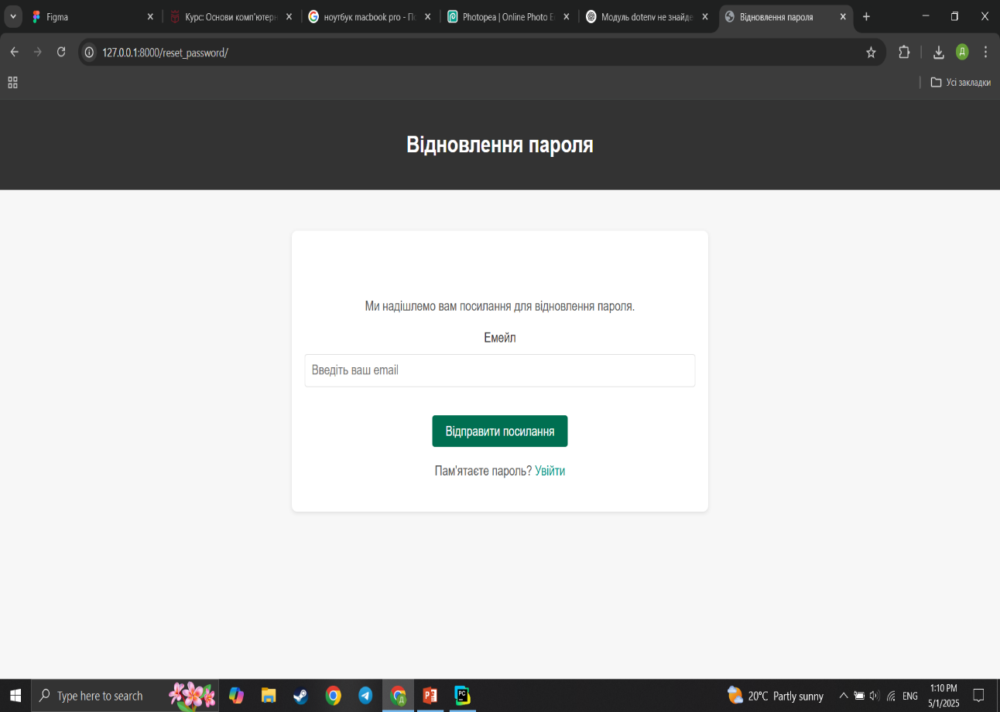 Figma
Курс: Основи комп'ютерн
ноутбук macbook pro - По
Photopea | Online Photo E
Модуль dotenv не знайде
Відновлення пароля
127.0.0.1:8000/reset_password/
Д
Усі закладки
Відновлення пароля
Ми надішлемо вам посилання для відновлення пароля.
Емейл
Введіть ваш email
Відправити посилання
Пам'ятаєте пароль? Увійти
Type here to search
20°C Partly sunny
ENG
1:10 PM
5/1/2025